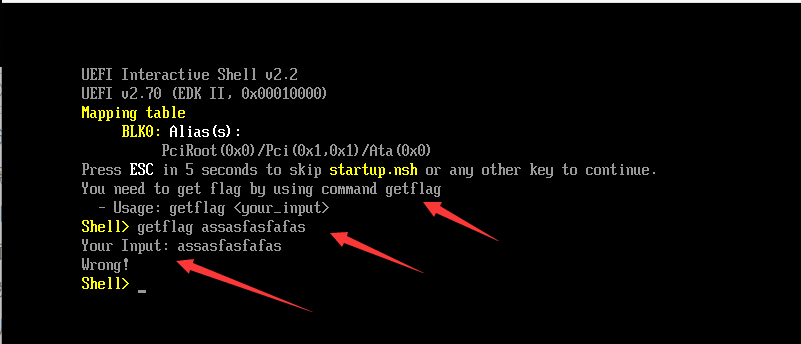 UEFI Interactive Shell v2.2
UEFI v2.70 (EDK II, 0x00010000)
Mapping table
BLK0: Alias(s):
PciRoot(0x0)/Pci(0x1,0x1)/Ata(0x0)
Press ESC in 5 seconds to skip startup.nsh or any other key to continue.
You need to get flag by using command getflag
- Usage: getflag <your_input>
Shell> getflag assasfasfafas
Your Input: assasfasfafas
Wrong!
Shell> _